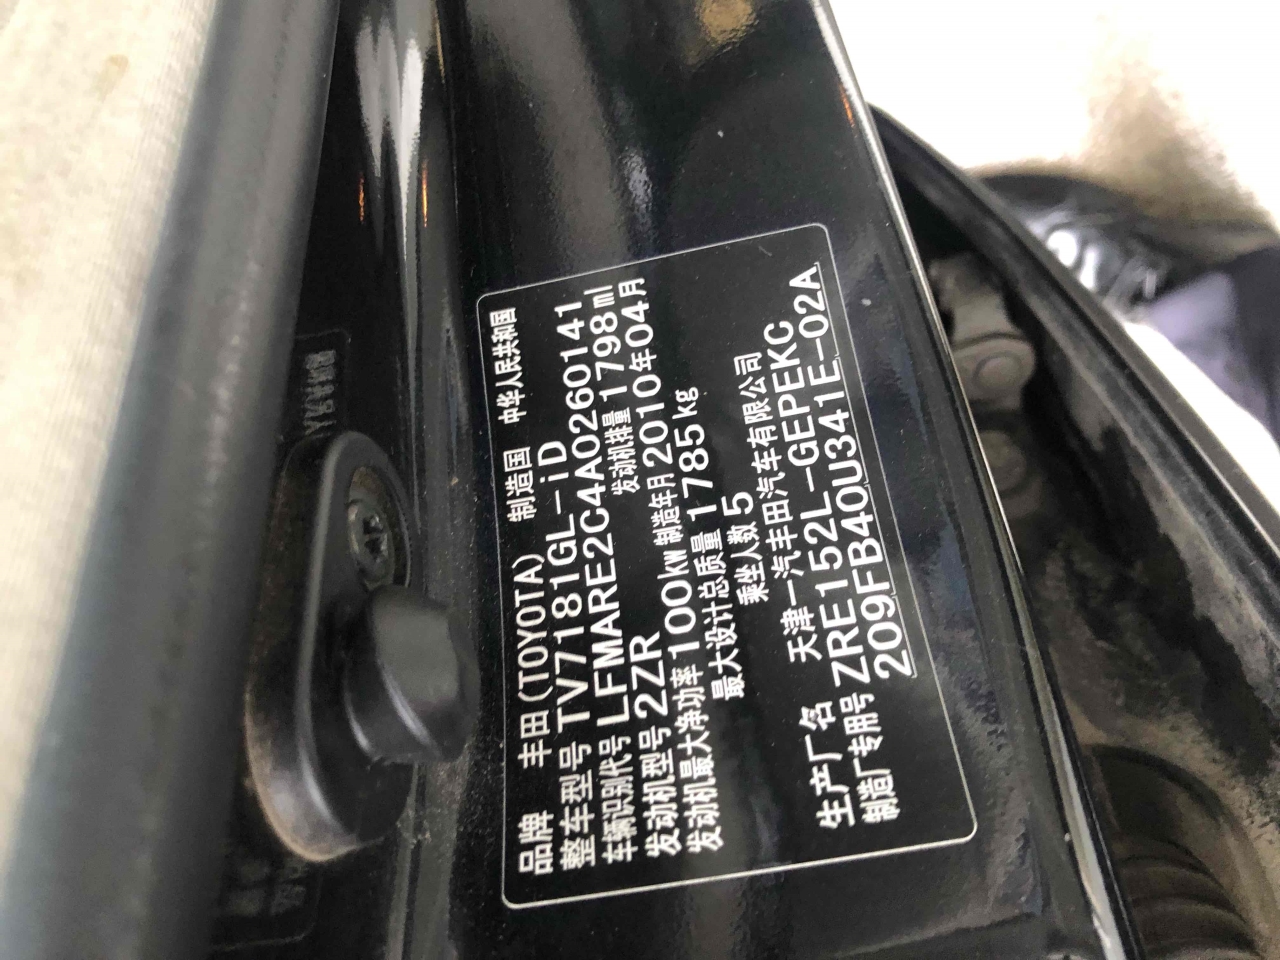 品牌 丰田(TOYOTA) 制造国 中华人民共和国
整车型号 TV7181GL-iD
车辆识别代号 LFMARE2C4A0260141
发动机型号 2ZR 发动机排量 1798ml
发动机最大净功率 100kw 制造年月 2010年04月
最大设计总质量 1785kg
乘坐人数 5
天津一汽丰田汽车有限公司
生产厂名 ZRE152L-GEPEKC
制造厂专用号 209FB40U341E-02A